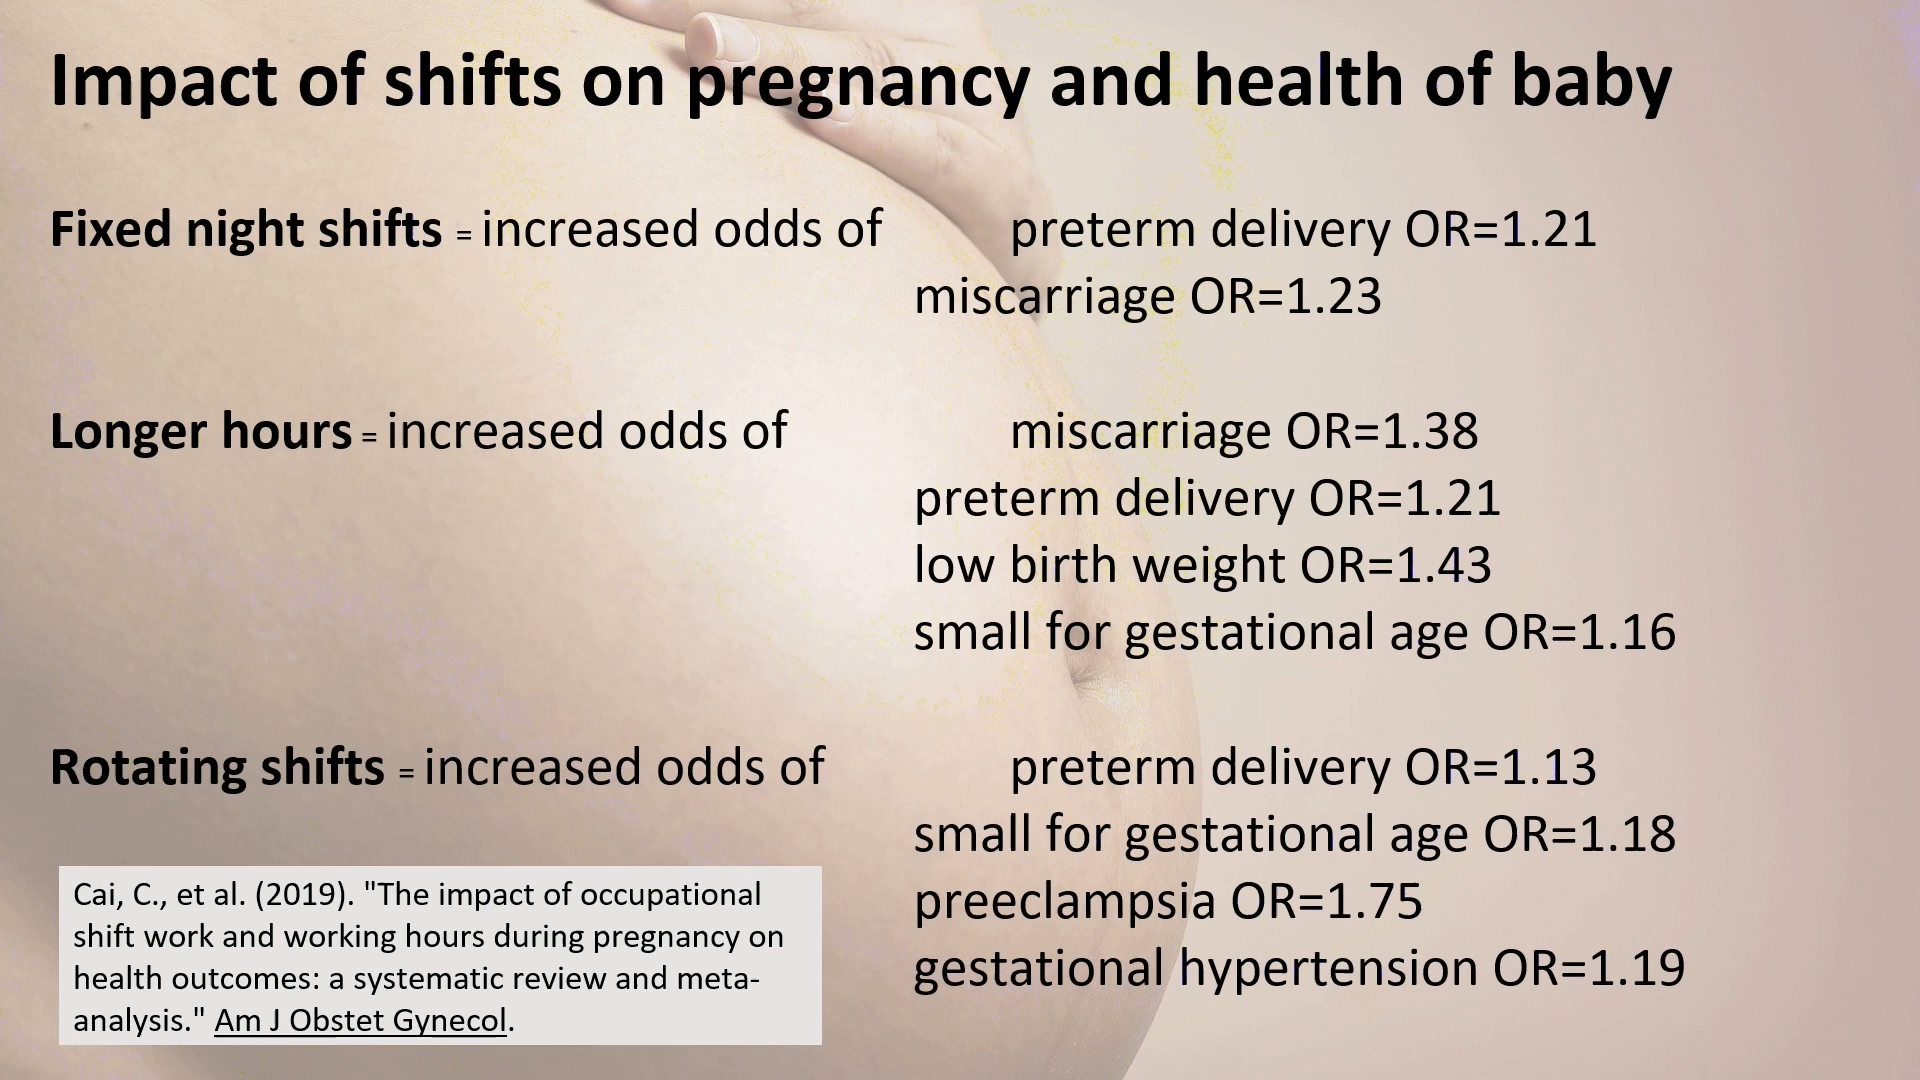 Impact of shifts on pregnancy and health of baby
Fixed night shifts = increased odds of preterm delivery OR=1.21
miscarriage OR=1.23
Longer hours = increased odds of miscarriage OR=1.38
preterm delivery OR=1.21
low birth weight OR=1.43
small for gestational age OR=1.16
Rotating shifts = increased odds of preterm delivery OR=1.13
small for gestational age OR=1.18
preeclampsia OR=1.75
gestational hypertension OR=1.19
Cai, C., et al. (2019). "The impact of occupational
shift work and working hours during pregnancy on
health outcomes: a systematic review and meta-
analysis." Am J Obstet Gynecol.